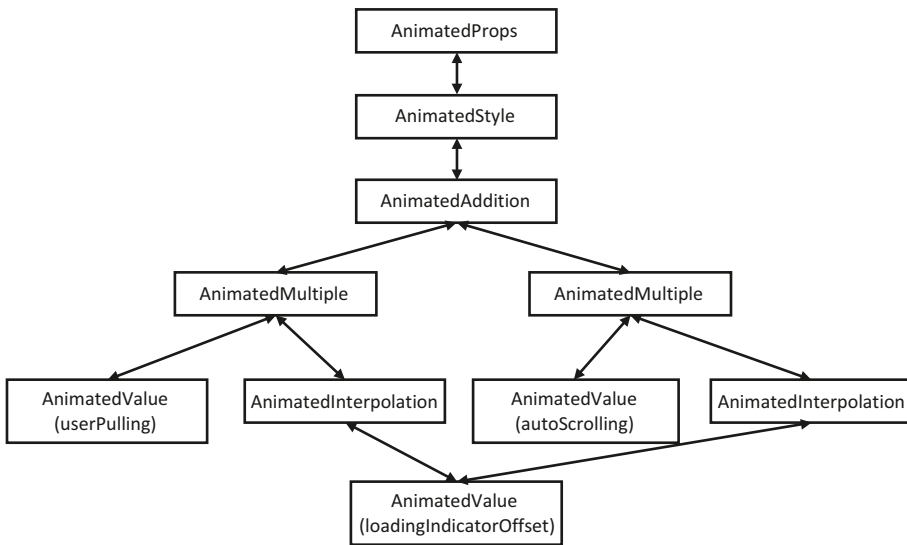 AnimatedProps
AnimatedStyle
AnimatedAddition
AnimatedMultiple
AnimatedMultiple
AnimatedValue
(userPulling)
AnimatedInterpolation
AnimatedValue
(autoScrolling)
AnimatedInterpolation
AnimatedValue
(loadingIndicatorOffset)